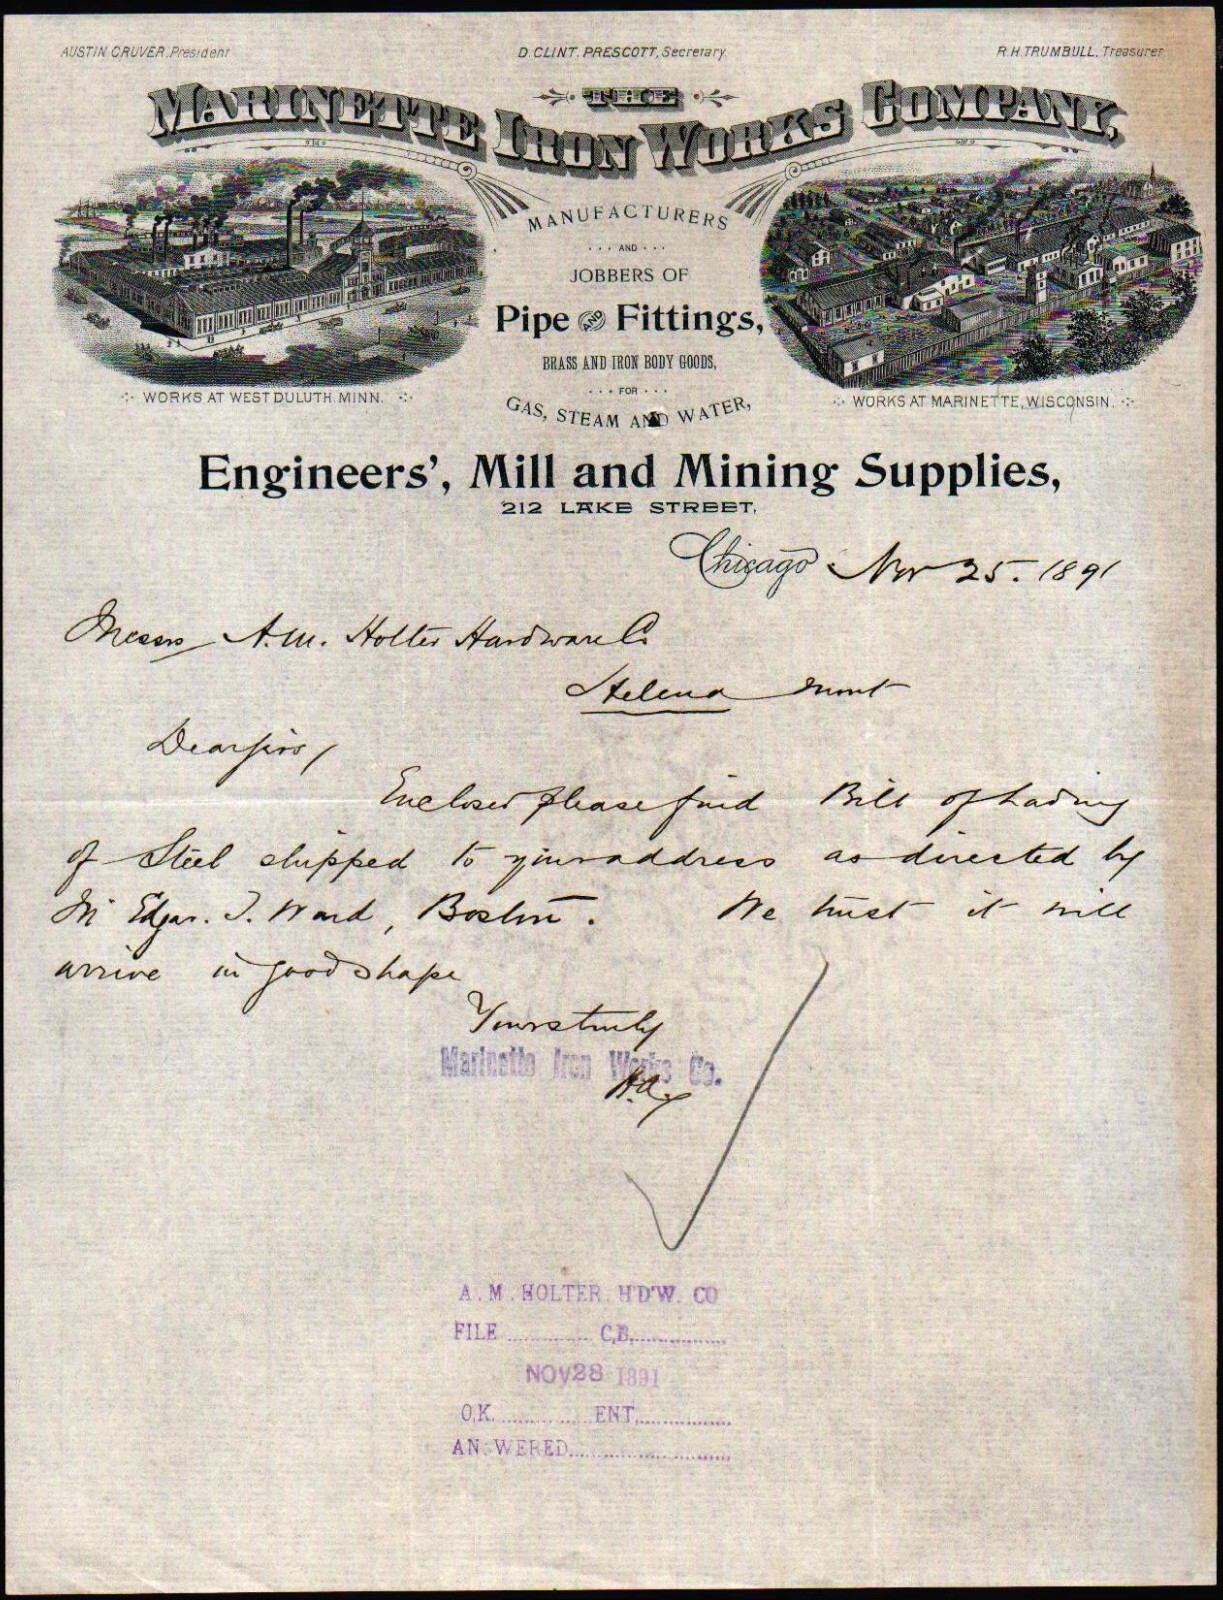 AUSTIN CRUVER, President
D. CLINT. PRESCOTT, Secretary.
R. H. TRUMBULL, Treasurer
THE
MARINETTE IRON WORKS COMPANY,
MANUFACTURERS
AND
JOBBERS OF
Pipe AND Fittings,
BRASS AND IRON BODY GOODS,
FOR
GAS, STEAM AND WATER,
WORKS AT WEST DULUTH. MINN.
WORKS AT MARINETTE, WISCONSIN.
Engineers', Mill and Mining Supplies,
212 LAKE STREET.
Chicago Nov 25. 1891
Messrs A. M. Holter Hardware Co
Helena Mont
Dear Sirs,
Enclosed please find Bill of Lading
of Steel shipped to your address as directed by
Mr Edgar. T. Ward, Boston. We trust it will
arrive in good shape
Yours truly
Marinette Iron Works Co.
A. M. HOLTER H'D'W. CO
FILE ............ C.B. ............
NOV 28 1891
O.K. ............ ENT. ............
AN WERED ............